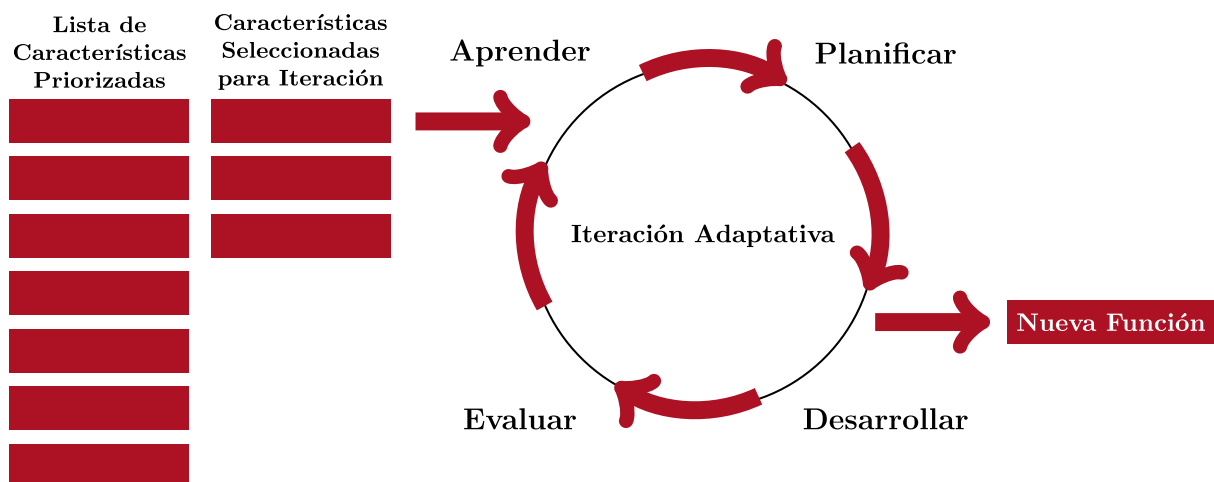 Lista de
Características
Priorizadas
Características
Seleccionadas
para Iteración
Aprender
Planificar
Iteración Adaptativa
Nueva Función
Evaluar
Desarrollar